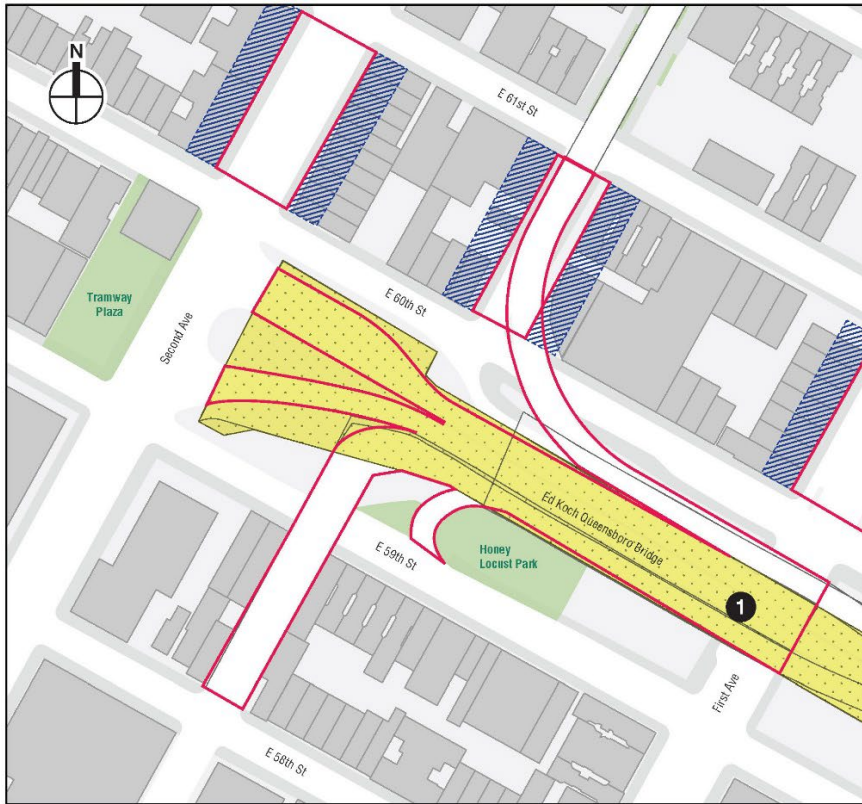 N
E 61st St
Tramway
Plaza
Second Ave
E 60th St
Ed Koch Queensboro Bridge
E 59th St
Honey
Locust Park
1
First Ave
E 58th St